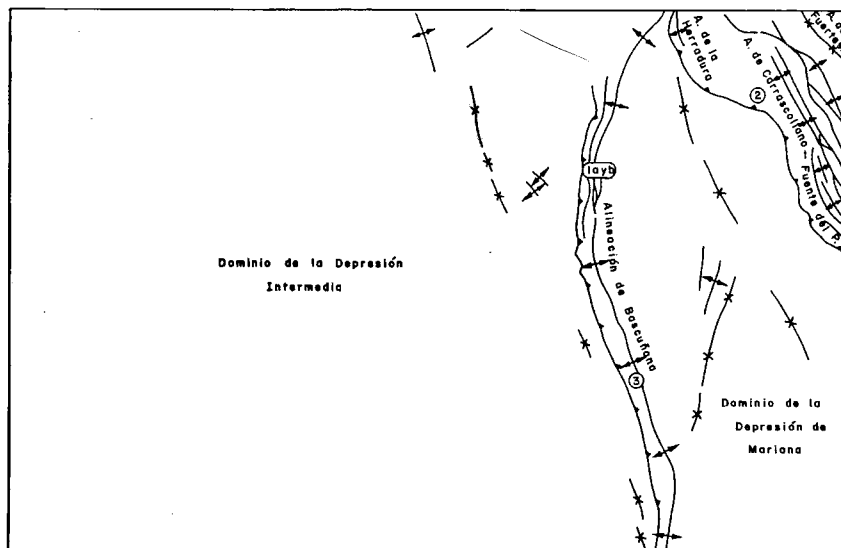 A. de la
Herradura
A. de Carrascollano - Fuente del P.
Fuertes
2
1ayb
Alineación de Bascuñana
Dominio de la Depresión
Intermedia
3
Dominio de la
Depresión de
Mariana